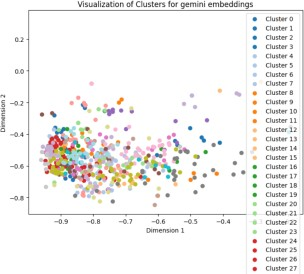 Visualization of Clusters for gemini embeddings
Dimension 2
0.2
0.0
−0.2
−0.4
−0.6
−0.8
−0.9
−0.8
−0.7
−0.6
−0.5
−0.4
Dimension 1
Cluster 0
Cluster 1
Cluster 2
Cluster 3
Cluster 4
Cluster 5
Cluster 6
Cluster 7
Cluster 8
Cluster 9
Cluster 10
Cluster 11
Cluster 12
Cluster 13
Cluster 14
Cluster 15
Cluster 16
Cluster 17
Cluster 18
Cluster 19
Cluster 20
Cluster 21
Cluster 22
Cluster 23
Cluster 24
Cluster 25
Cluster 26
Cluster 27